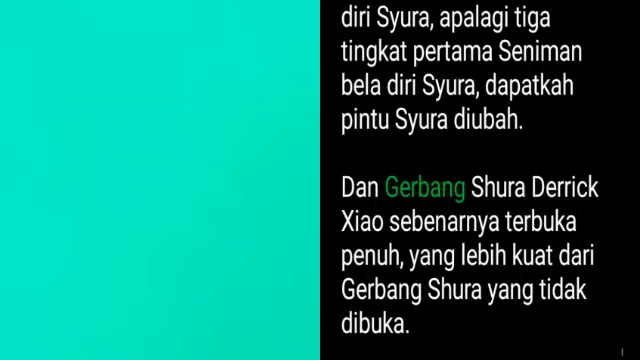 diri Syura, apalagi tiga
tingkat pertama Seniman
bela diri Syura, dapatkah
pintu Syura diubah.
Dan Gerbang Shura Derrick
Xiao sebenarnya terbuka
penuh, yang lebih kuat dari
Gerbang Shura yang tidak
dibuka.